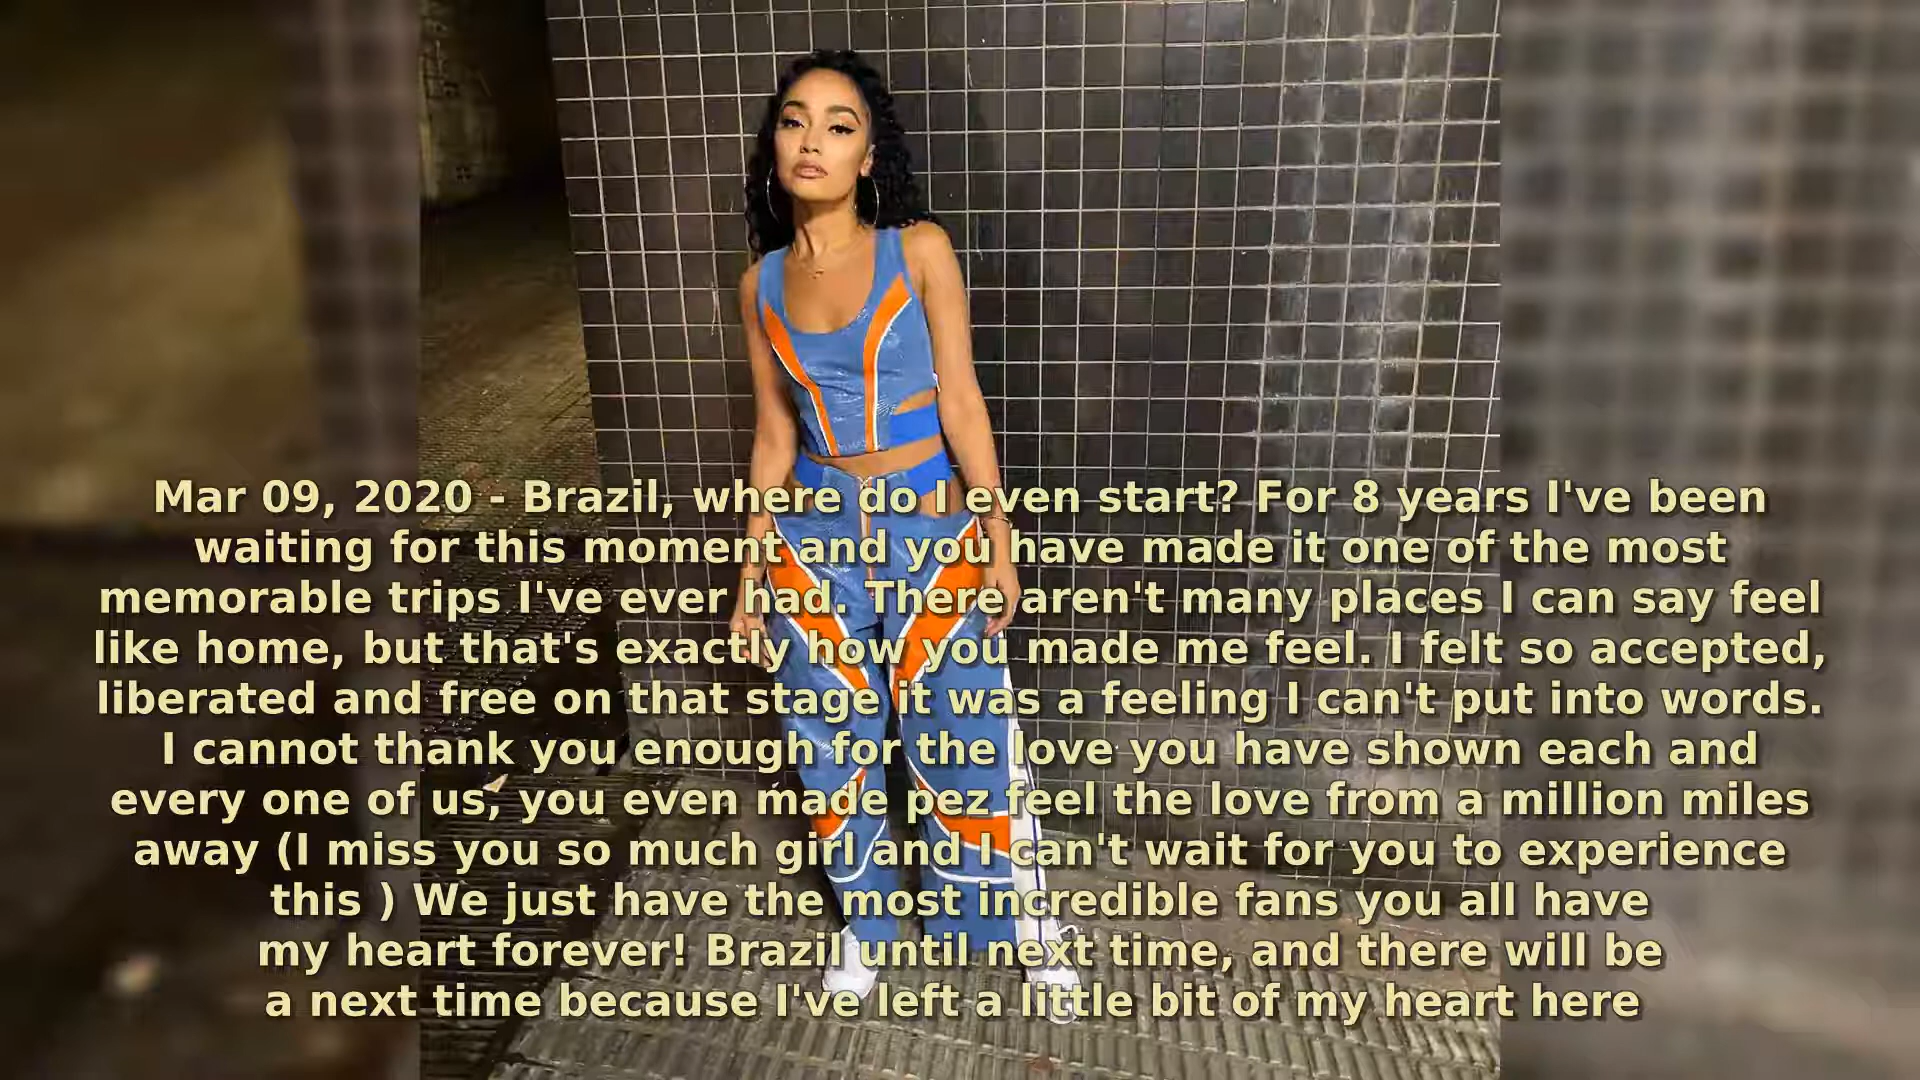 Mar 09, 2020 - Brazil, where do I even start? For 8 years I've been
waiting for this moment and you have made it one of the most
memorable trips I've ever had. There aren't many places I can say feel
like home, but that's exactly how you made me feel. I felt so accepted,
liberated and free on that stage it was a feeling I can't put into words.
I cannot thank you enough for the love you have shown each and
every one of us, you even made pez feel the love from a million miles
away (I miss you so much girl and I can't wait for you to experience
this ) We just have the most incredible fans you all have
my heart forever! Brazil until next time, and there will be
a next time because I've left a little bit of my heart here